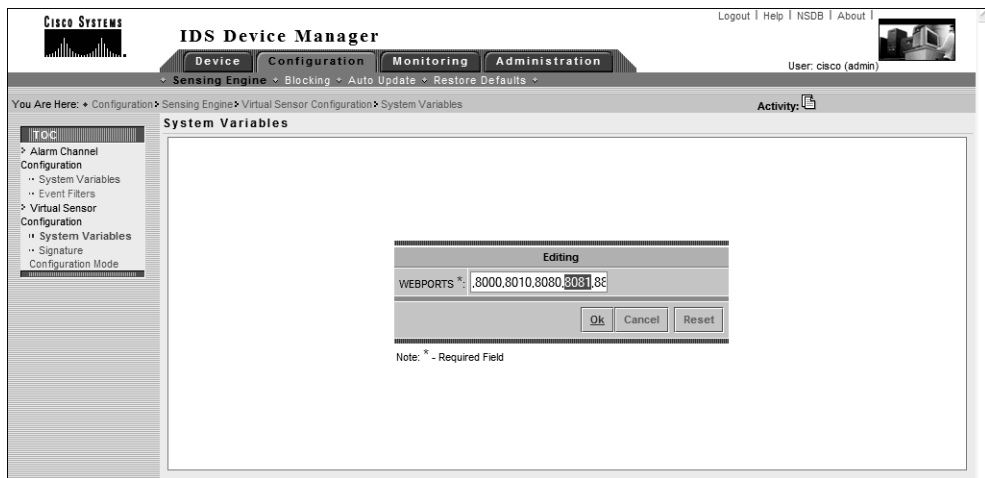 CISCO SYSTEMS
Logout | Help | NSDB | About |
IDS Device Manager
Device Configuration Monitoring Administration
User: cisco (admin)
Sensing Engine Blocking Auto Update Restore Defaults
You Are Here: Configuration Sensing Engine Virtual Sensor Configuration System Variables
Activity:
System Variables
TOC
Alarm Channel
Configuration
System Variables
Event Filters
Virtual Sensor
Configuration
System Variables
Signature
Configuration Mode
Editing
WEBPORTS *: ,8000,8010,8080,8081,88
Ok Cancel Reset
Note: * - Required Field